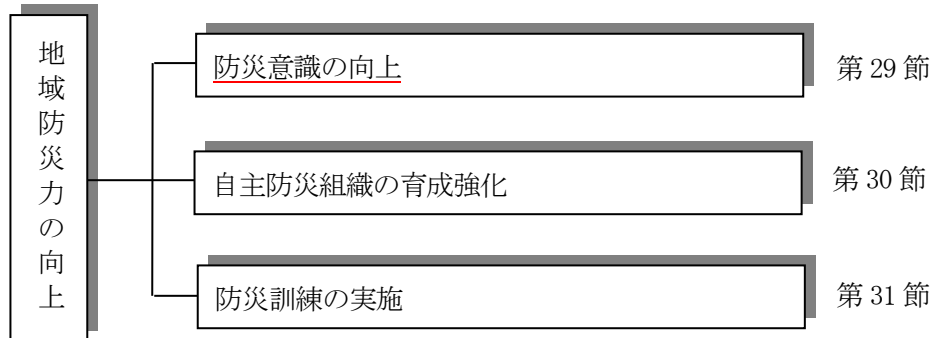 地域防災力の向上
防災意識の向上
第29節
自主防災組織の育成強化
第30節
防災訓練の実施
第31節